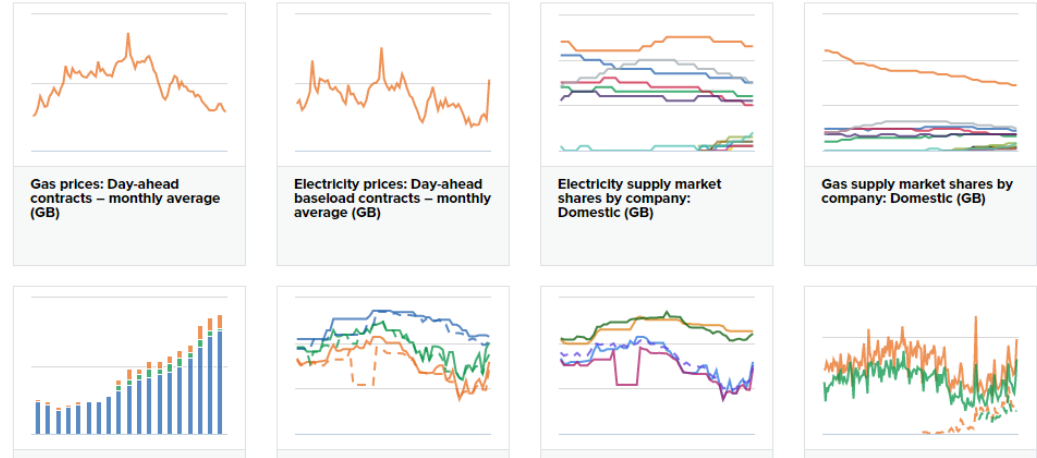 Gas prices: Day-ahead
contracts – monthly average
(GB)
Electricity prices: Day-ahead
baseload contracts – monthly
average (GB)
Electricity supply market
shares by company:
Domestic (GB)
Gas supply market shares by
company: Domestic (GB)